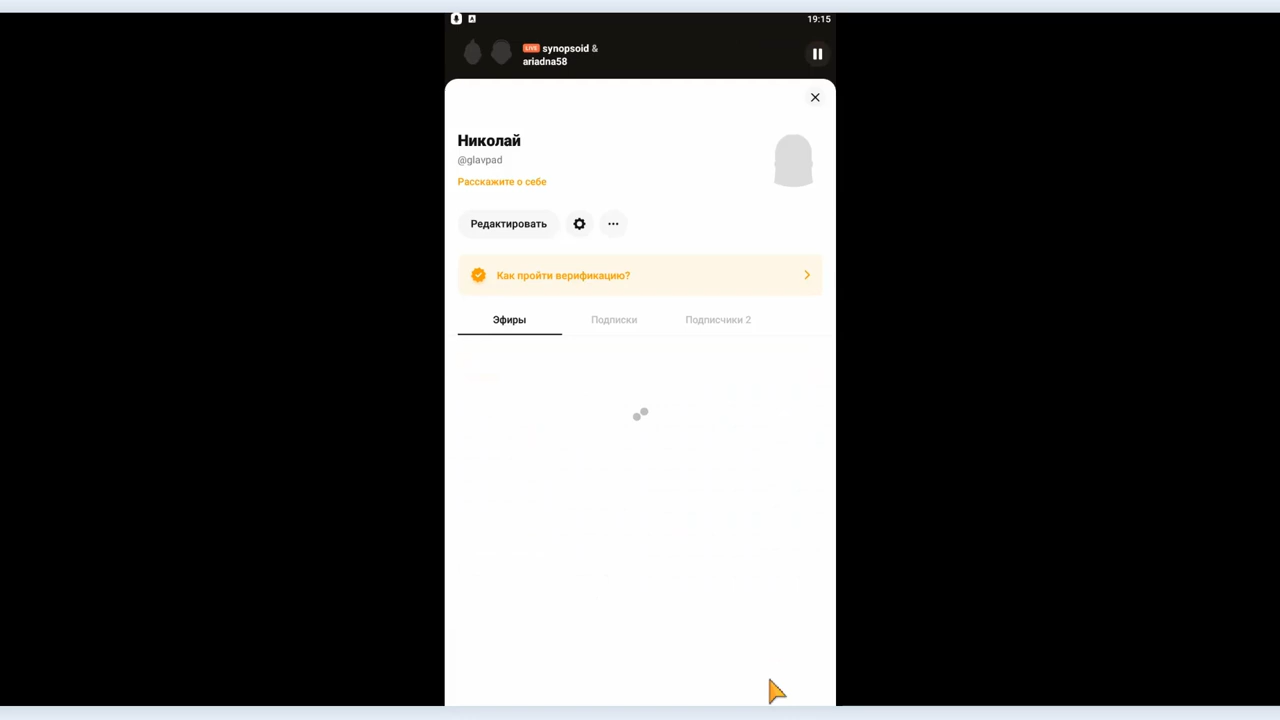 19:15
LIVE synopsoid &
ariadna58
Николай
@glavpad
Расскажите о себе
Редактировать
Как пройти верификацию?
Эфиры Подписки Подписчики 2